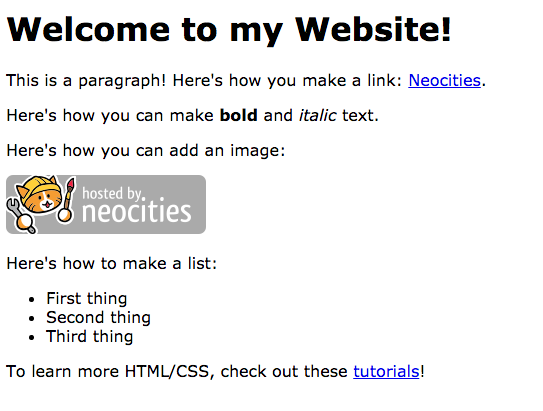 Welcome to my Website!
This is a paragraph! Here's how you make a link: Neocities.
Here's how you can make bold and italic text.
Here's how you can add an image:
hosted by
neocities
Here's how to make a list:
• First thing
• Second thing
• Third thing
To learn more HTML/CSS, check out these tutorials!